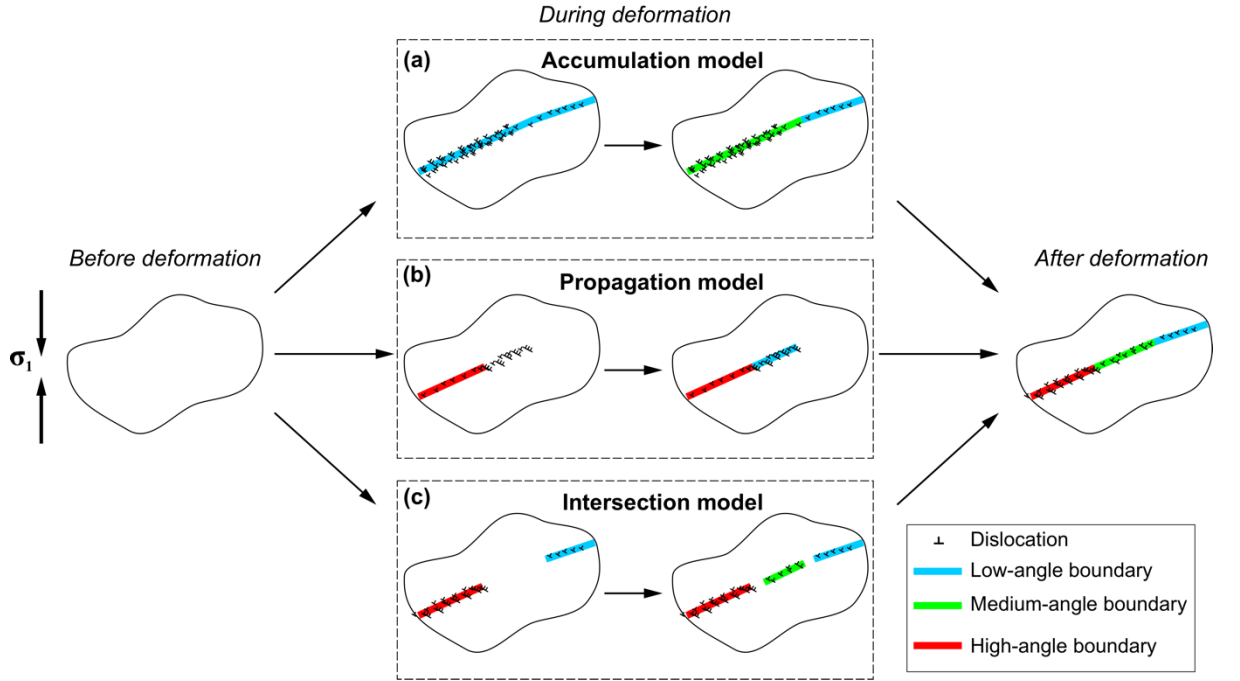 During deformation
(a)
Accumulation model
Before deformation
σ₁
(b)
Propagation model
After deformation
(c)
Intersection model
Dislocation
Low-angle boundary
Medium-angle boundary
High-angle boundary